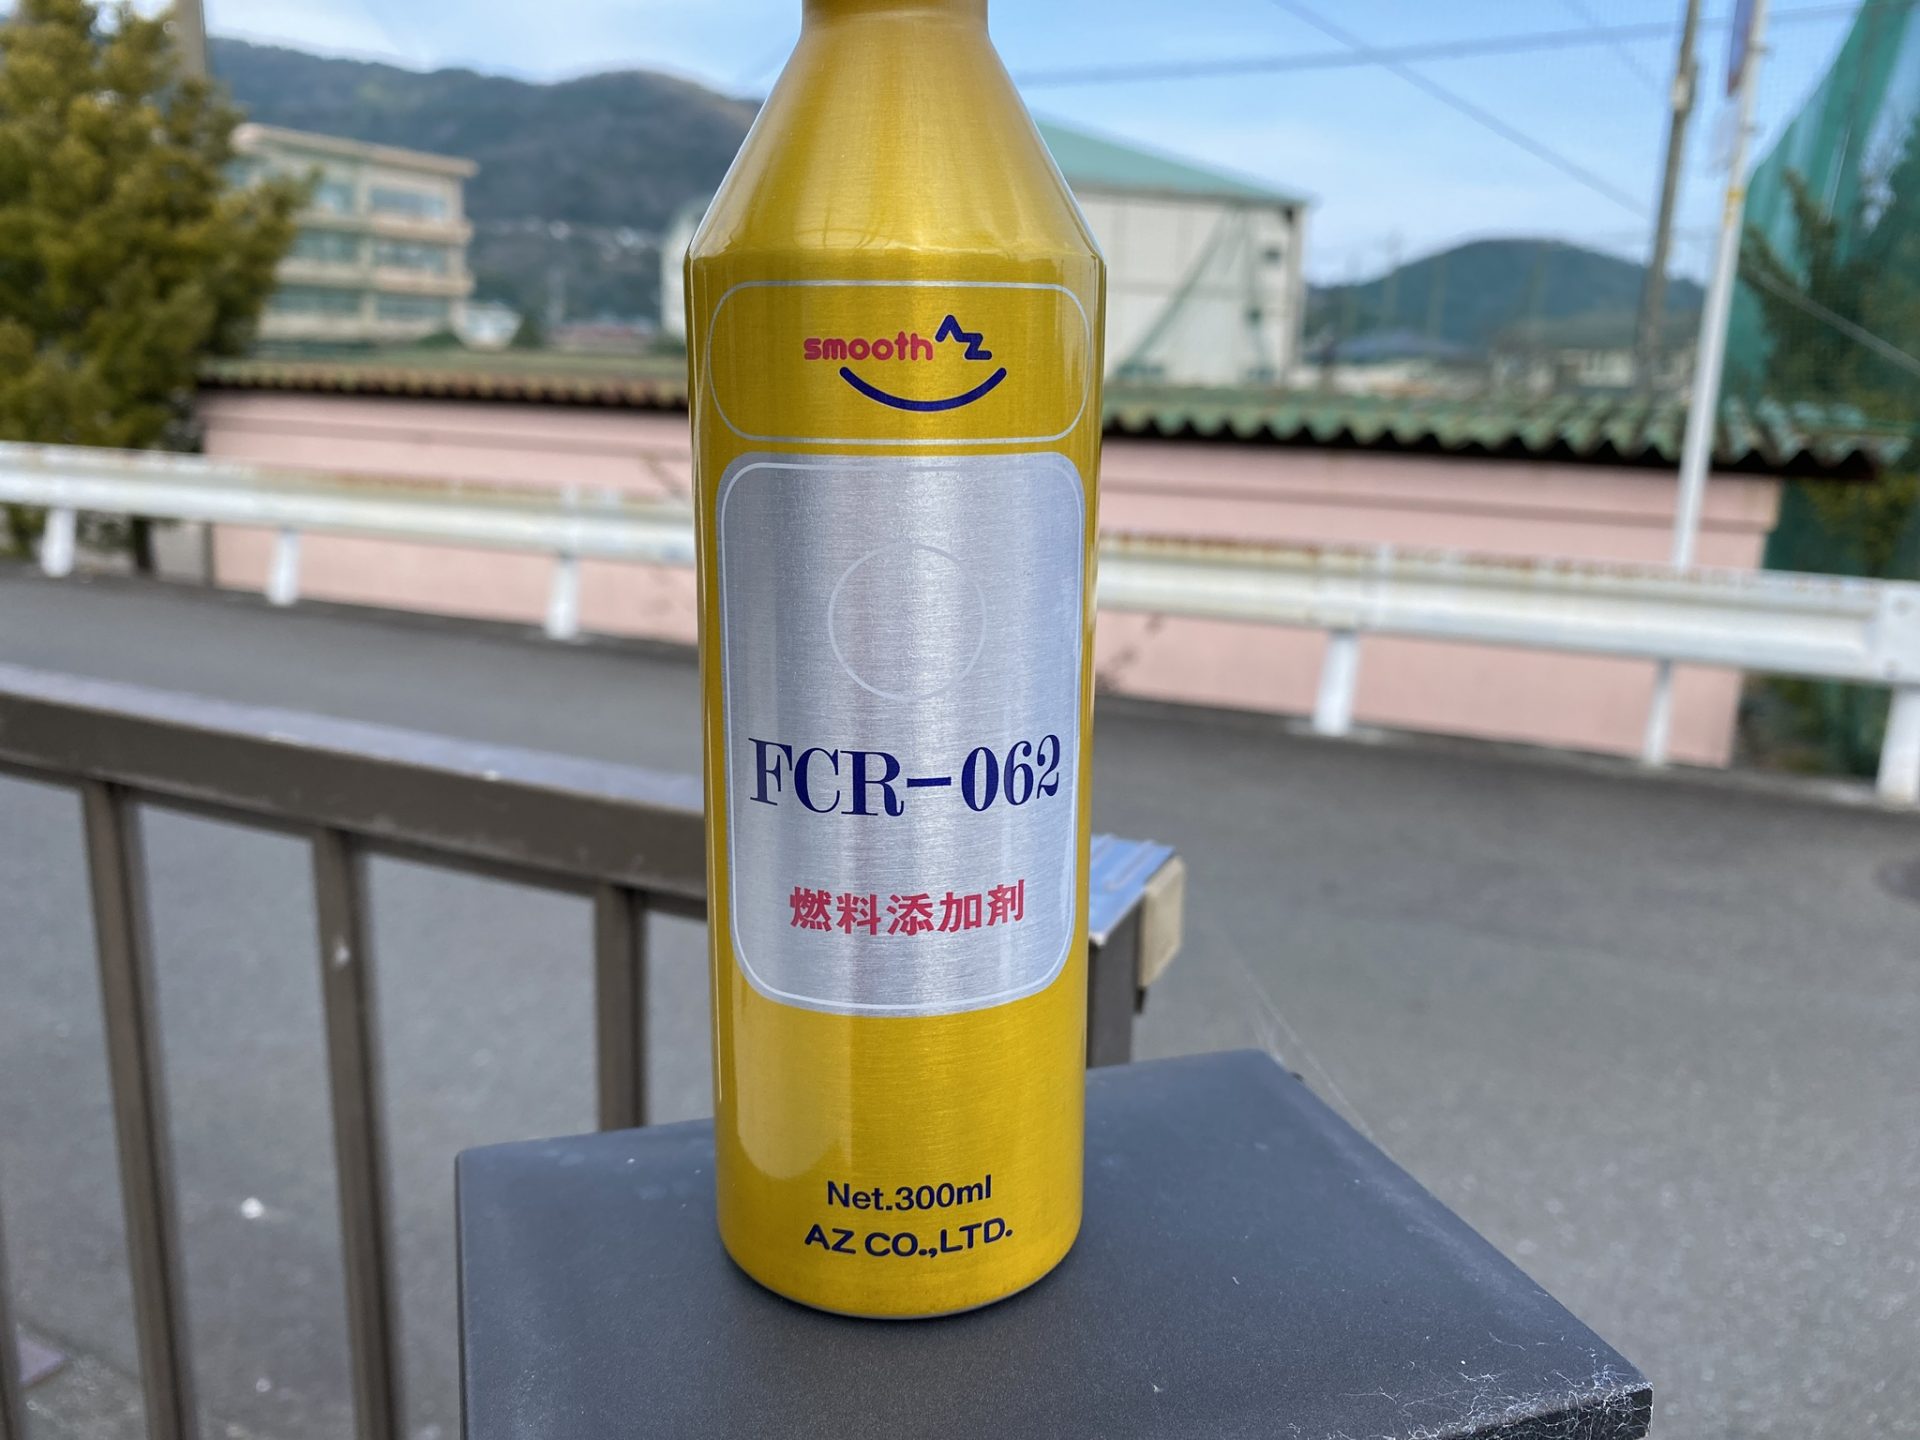 smooth AZ
FCR-062
燃料添加剤
Net.300ml
AZ CO.,LTD.